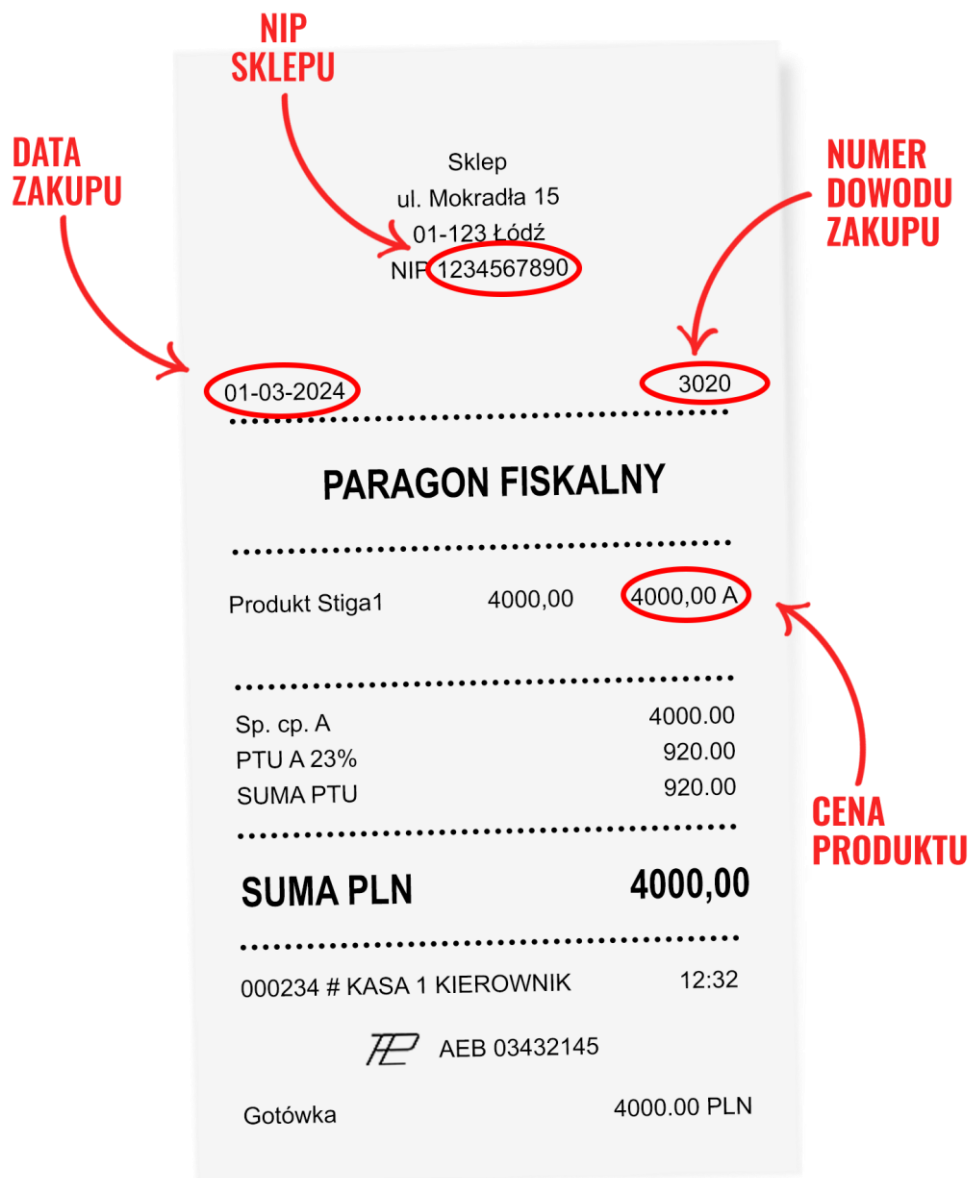 NIP
SKLEPU
DATA
ZAKUPU
NUMER
DOWODU
ZAKUPU
Sklep
ul. Mokradła 15
01-123 Łódź
NIP 1234567890
01-03-2024 3020
PARAGON FISKALNY
Produkt Stiga1 4000,00 4000,00 A
Sp. cp. A 4000.00
PTU A 23% 920.00
SUMA PTU 920.00
CENA
PRODUKTU
SUMA PLN 4000,00
000234 # KASA 1 KIEROWNIK 12:32
AEB 03432145
Gotówka 4000.00 PLN